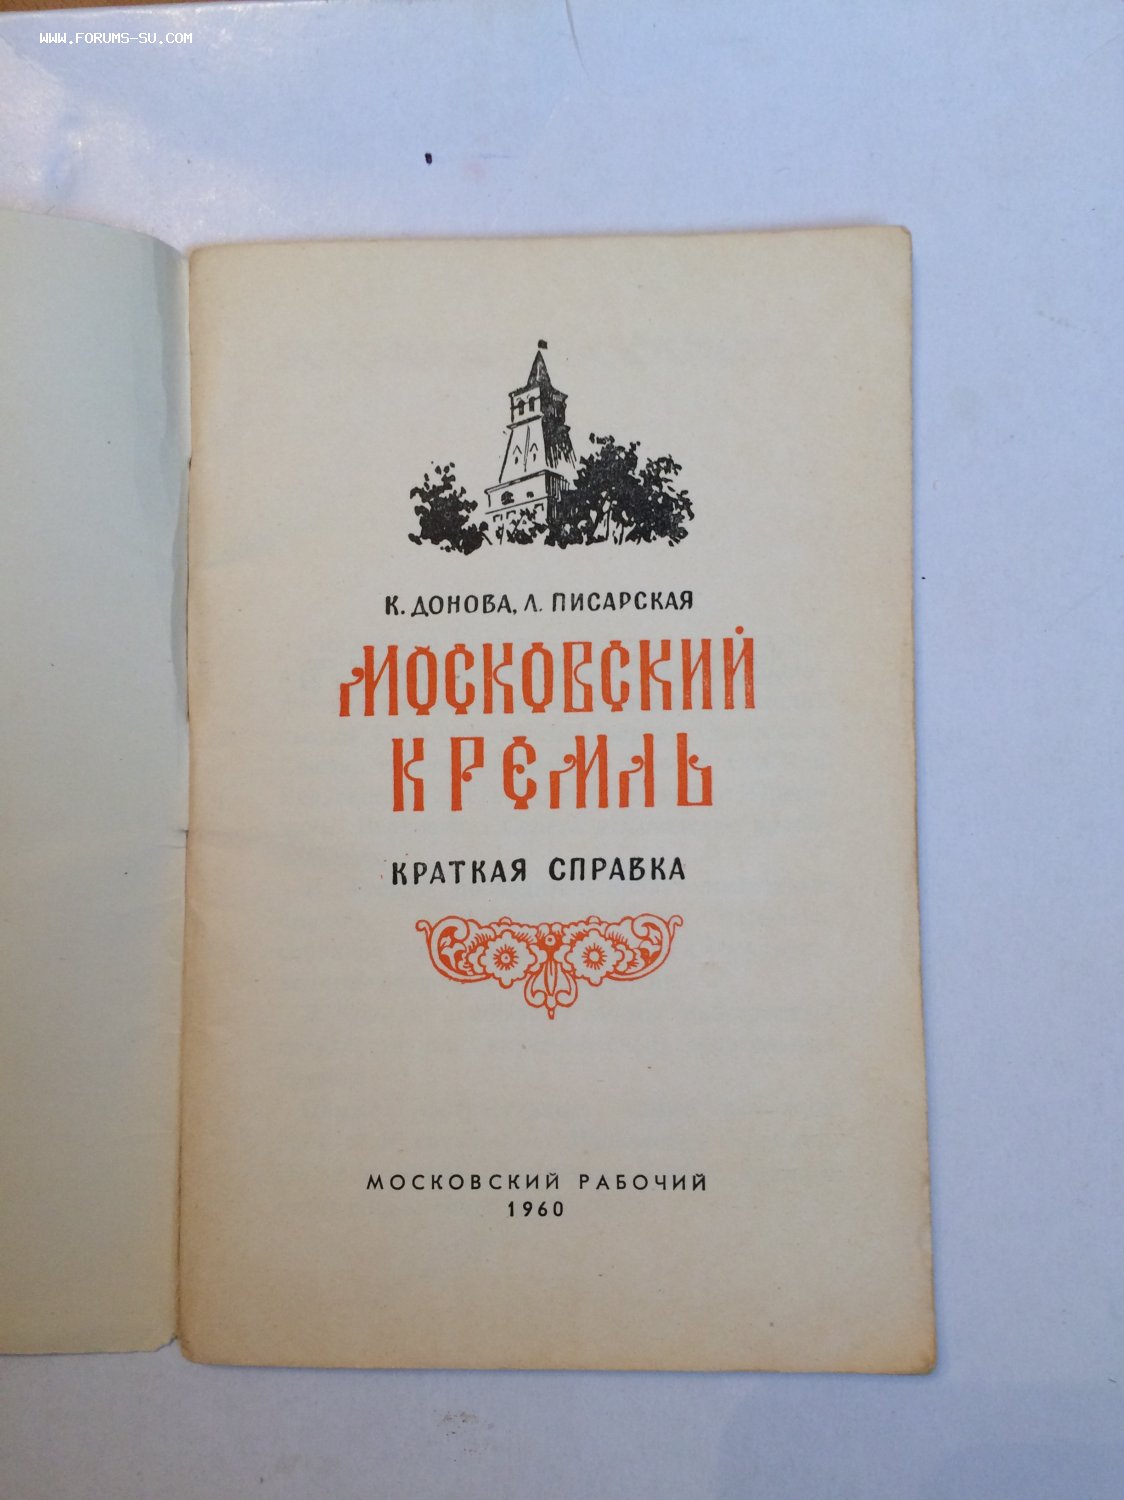 WWW.FORUMS-SU.COM
К. ДОНОВА, Л. ПИСАРСКАЯ
МОСКОВСКИЙ
КРЕМЛЬ
КРАТКАЯ СПРАВКА
МОСКОВСКИЙ РАБОЧИЙ
1960